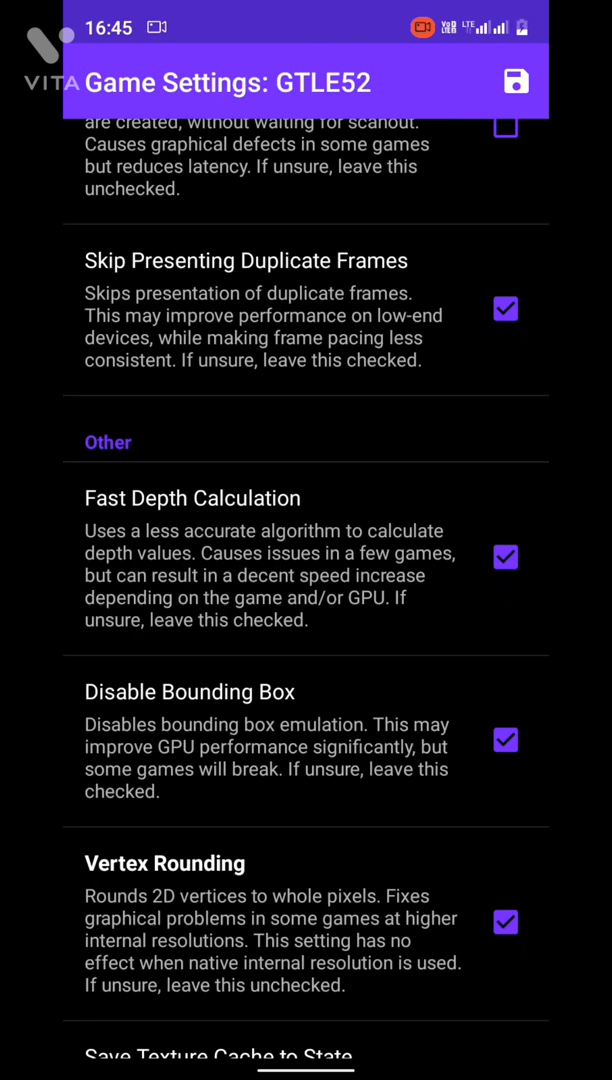 16:45
VoD LTE
VITA
Game Settings: GTLE52
are created, without waiting for scanout.
Causes graphical defects in some games
but reduces latency. If unsure, leave this
unchecked.
Skip Presenting Duplicate Frames
Skips presentation of duplicate frames.
This may improve performance on low-end
devices, while making frame pacing less
consistent. If unsure, leave this checked.
Other
Fast Depth Calculation
Uses a less accurate algorithm to calculate
depth values. Causes issues in a few games,
but can result in a decent speed increase
depending on the game and/or GPU. If
unsure, leave this checked.
Disable Bounding Box
Disables bounding box emulation. This may
improve GPU performance significantly, but
some games will break. If unsure, leave this
checked.
Vertex Rounding
Rounds 2D vertices to whole pixels. Fixes
graphical problems in some games at higher
internal resolutions. This setting has no
effect when native internal resolution is used.
If unsure, leave this unchecked.
Save Texture Cache to State